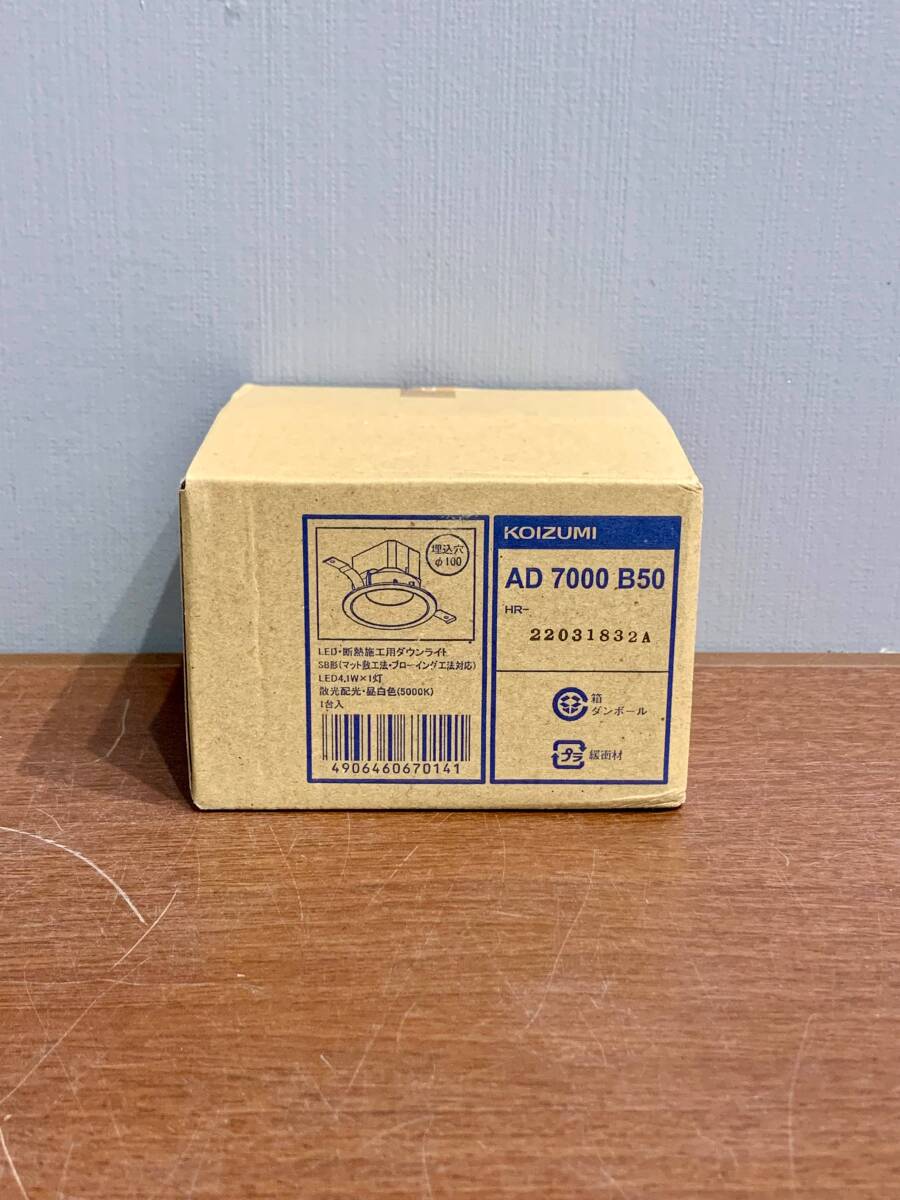 埋込穴
φ100
LED・断熱施工用ダウンライト
SB形(マット敷工法・ブローイング工法対応)
LED4.1W×1灯
散光配光・昼白色(5000K)
1台入
4906460670141
KOIZUMI
AD 7000 B50
HR-
22031832A
箱
ダンボール
プラ
緩衝材